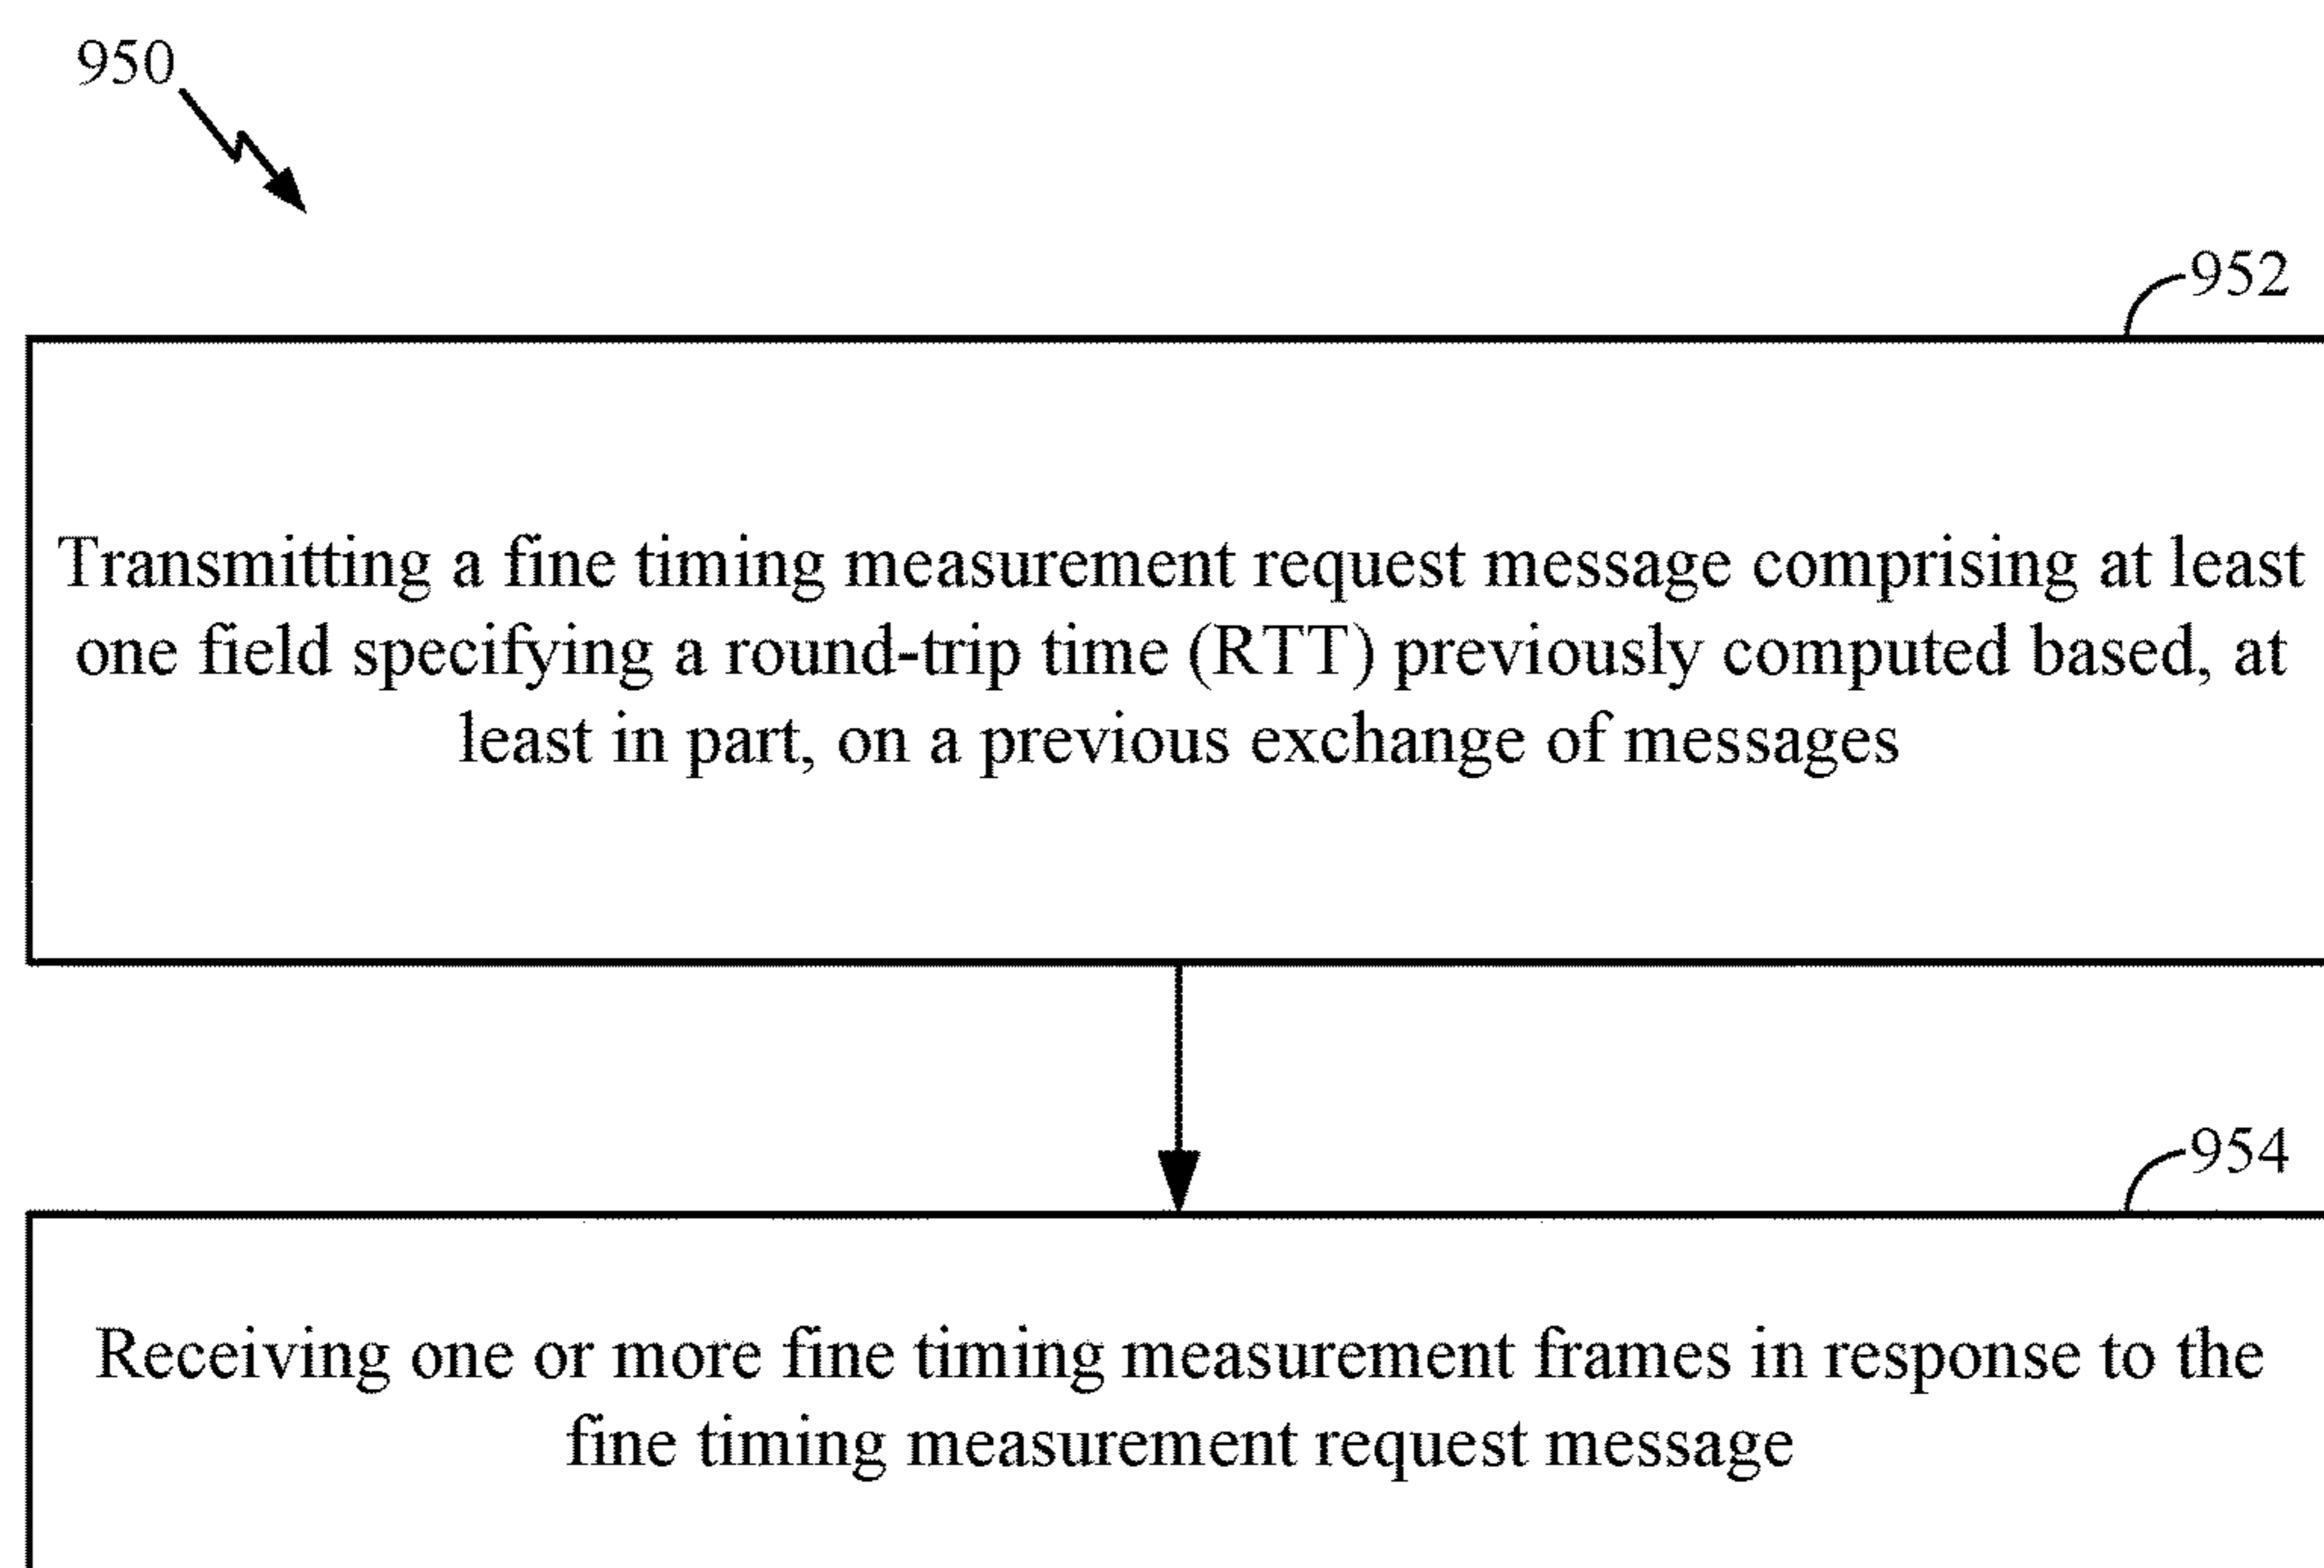 950
952
Transmitting a fine timing measurement request message comprising at least
one field specifying a round-trip time (RTT) previously computed based, at
least in part, on a previous exchange of messages
954
Receiving one or more fine timing measurement frames in response to the
fine timing measurement request message